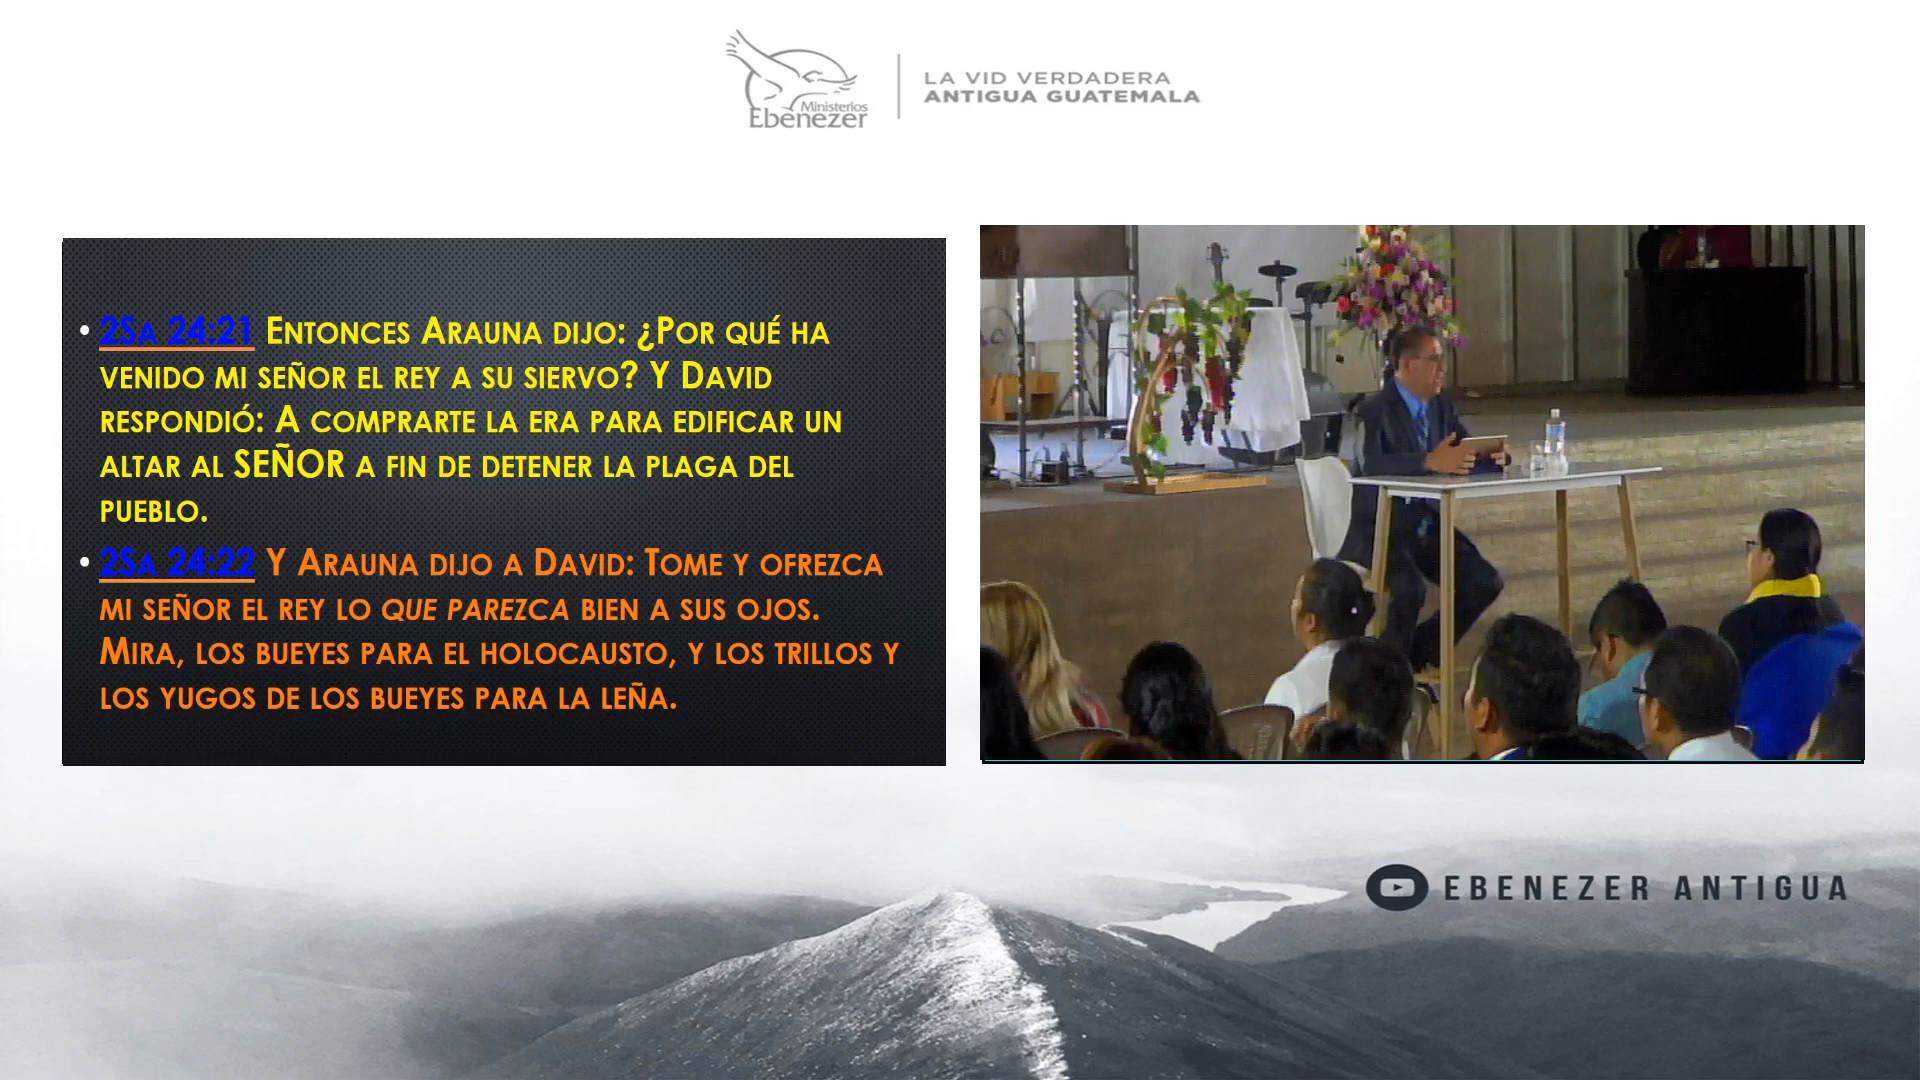 Ministerios
Ebenezer
LA VID VERDADERA
ANTIGUA GUATEMALA
• 2Sa 24:21 Entonces Arauna dijo: ¿Por qué ha
venido mi señor el rey a su siervo? Y David
respondió: A comprarte la era para edificar un
altar al SEÑOR a fin de detener la plaga del
pueblo.
• 2Sa 24:22 Y Arauna dijo a David: Tome y ofrezca
mi señor el rey lo que parezca bien a sus ojos.
Mira, los bueyes para el holocausto, y los trillos y
los yugos de los bueyes para la leña.
EBENEZER ANTIGUA